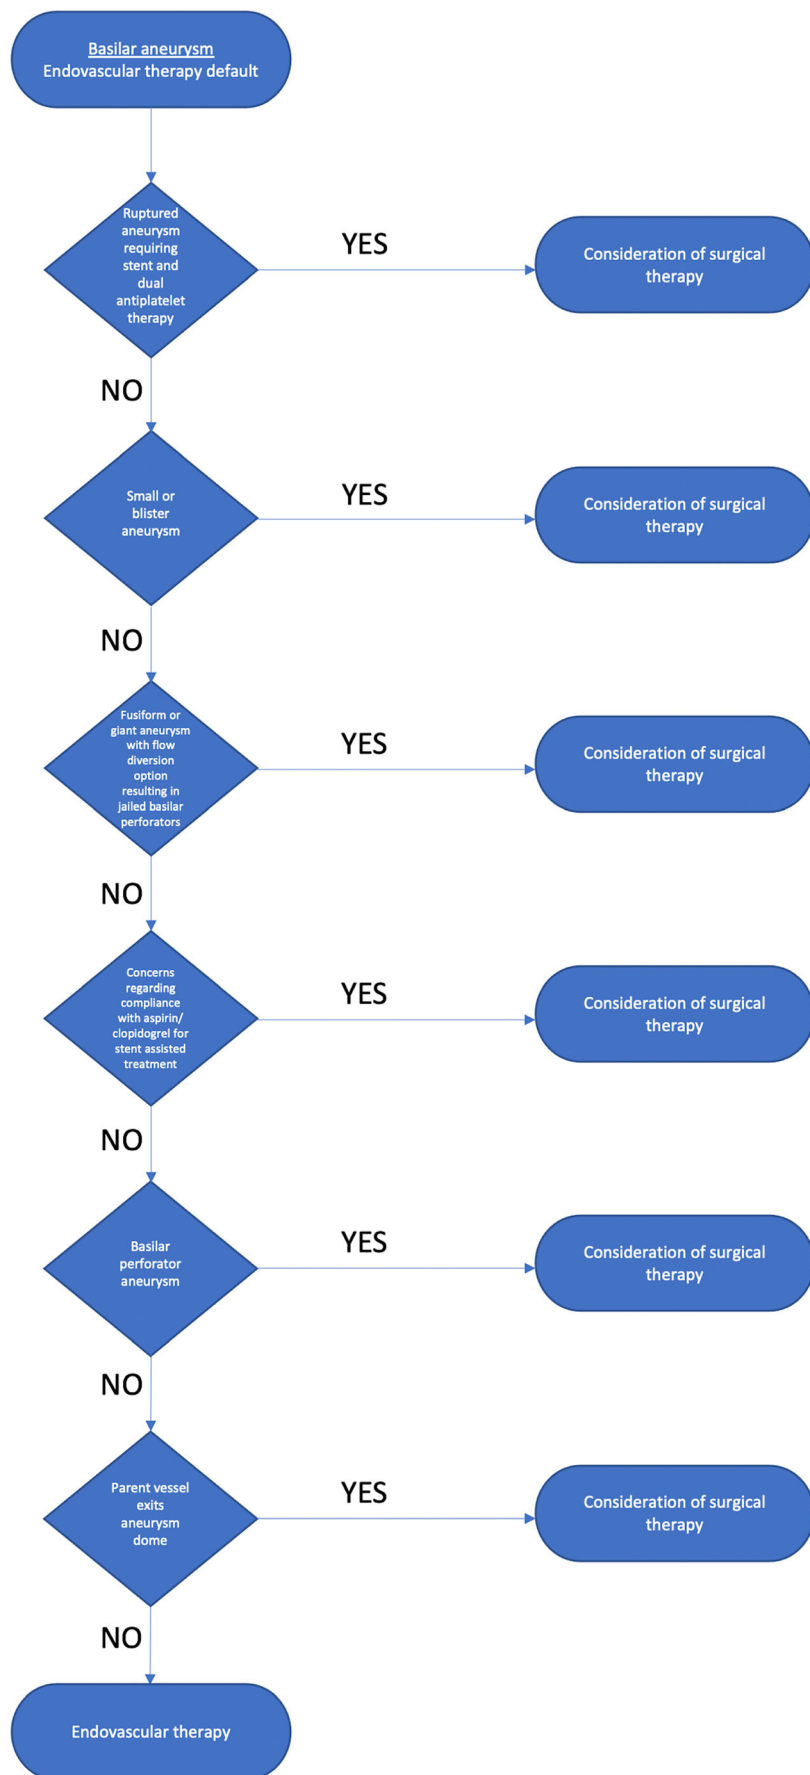 Basilar aneurysm
Endovascular therapy default
Ruptured
aneurysm
requiring
stent and
dual
antiplatelet
therapy
YES
Consideration of surgical
therapy
NO
Small or
blister
aneurysm
YES
Consideration of surgical
therapy
NO
Fusiform or
giant aneurysm
with flow
diversion
option
resulting in
jailed basilar
perforators
YES
Consideration of surgical
therapy
NO
Concerns
regarding
compliance
with aspirin/
clopidogrel for
stent assisted
treatment
YES
Consideration of surgical
therapy
NO
Basilar
perforator
aneurysm
YES
Consideration of surgical
therapy
NO
Parent vessel
exits
aneurysm
dome
YES
Consideration of surgical
therapy
NO
Endovascular therapy